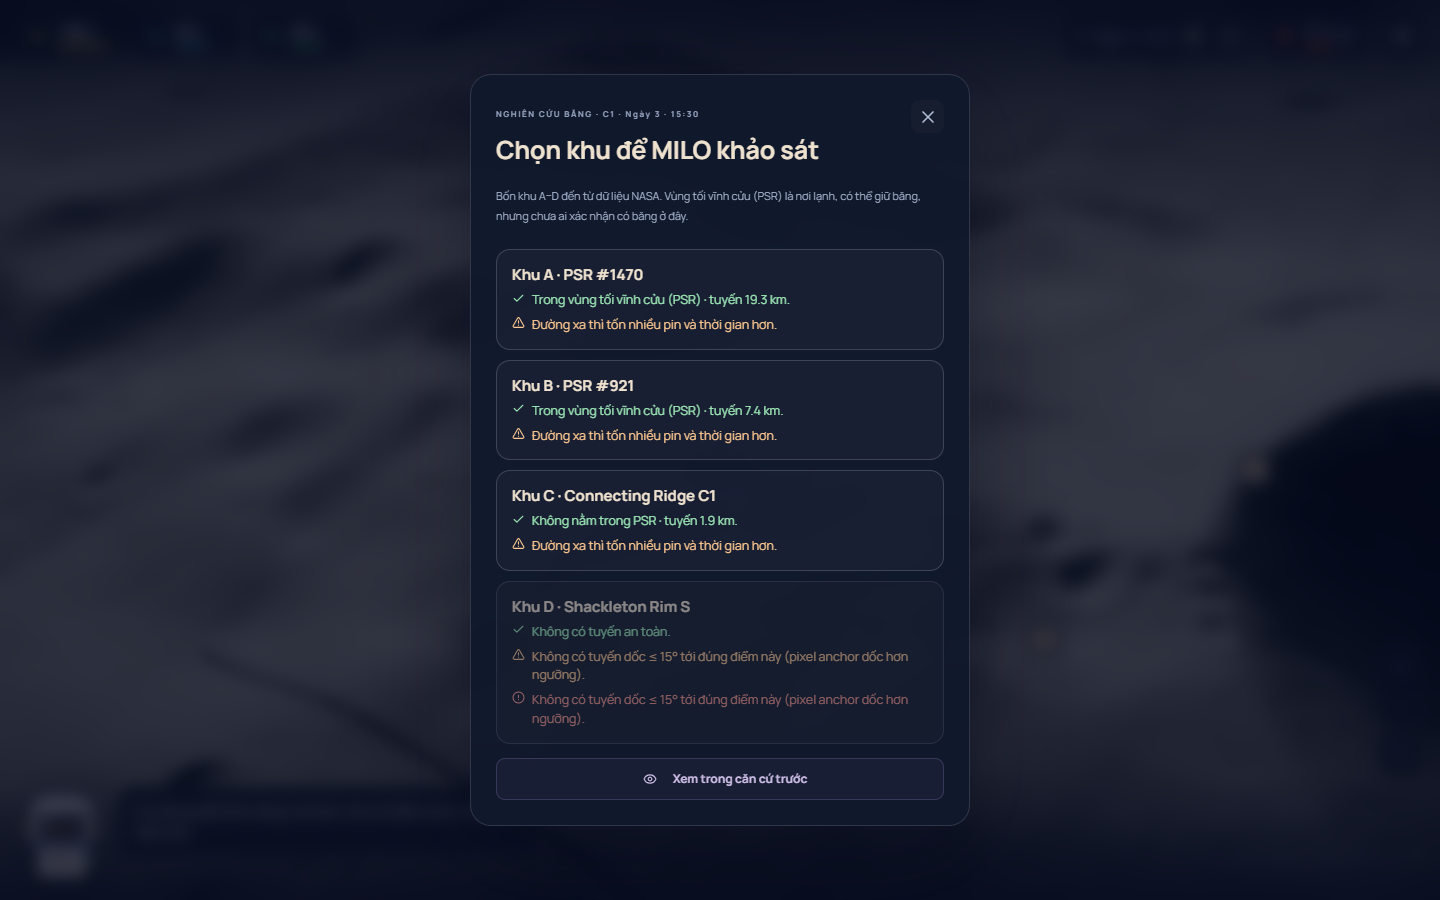 NGHIÊN CỨU BĂNG · C1 · Ngày 3 · 15:30
Chọn khu để MILO khảo sát
Bốn khu A–D đến từ dữ liệu NASA. Vùng tối vĩnh cửu (PSR) là nơi lạnh, có thể giữ băng,
nhưng chưa ai xác nhận có băng ở đây.
Khu A · PSR #1470
Trong vùng tối vĩnh cửu (PSR) · tuyến 19.3 km.
Đường xa thì tốn nhiều pin và thời gian hơn.
Khu B · PSR #921
Trong vùng tối vĩnh cửu (PSR) · tuyến 7.4 km.
Đường xa thì tốn nhiều pin và thời gian hơn.
Khu C · Connecting Ridge C1
Không nằm trong PSR · tuyến 1.9 km.
Đường xa thì tốn nhiều pin và thời gian hơn.
Khu D · Shackleton Rim S
Không có tuyến an toàn.
Không có tuyến dốc ≤ 15° tới đúng điểm này (pixel anchor dốc hơn
ngưỡng).
Không có tuyến dốc ≤ 15° tới đúng điểm này (pixel anchor dốc hơn
ngưỡng).
Xem trong căn cứ trước